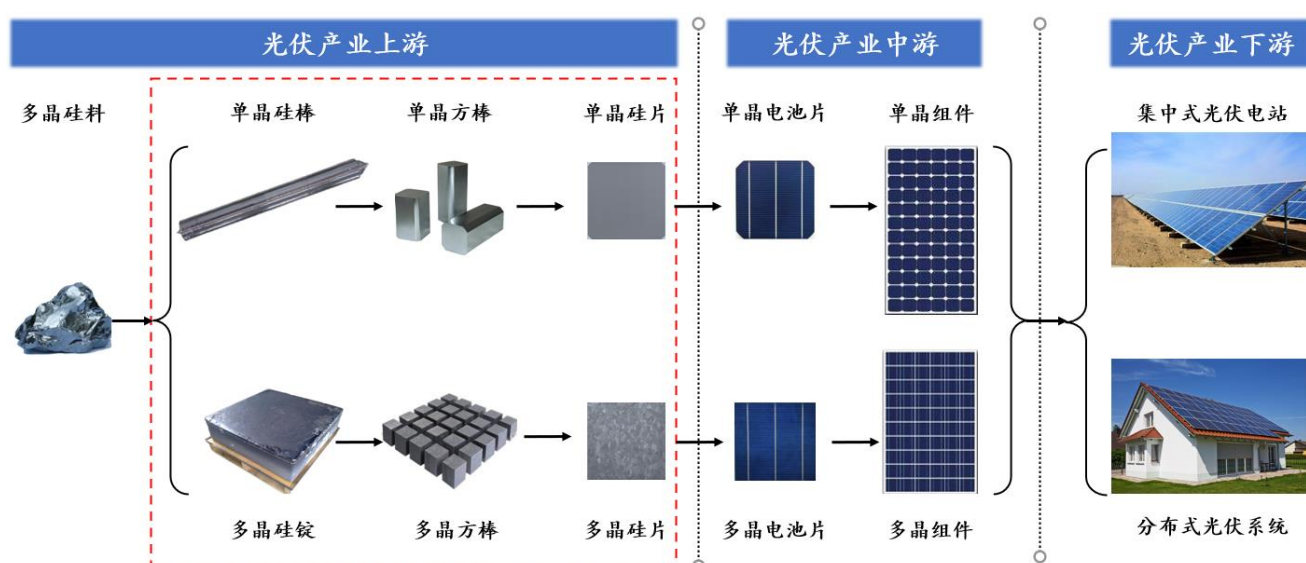 光伏产业上游
光伏产业中游
光伏产业下游
多晶硅料
单晶硅棒
单晶方棒
单晶硅片
单晶电池片
单晶组件
集中式光伏电站
多晶硅锭
多晶方棒
多晶硅片
多晶电池片
多晶组件
分布式光伏系统